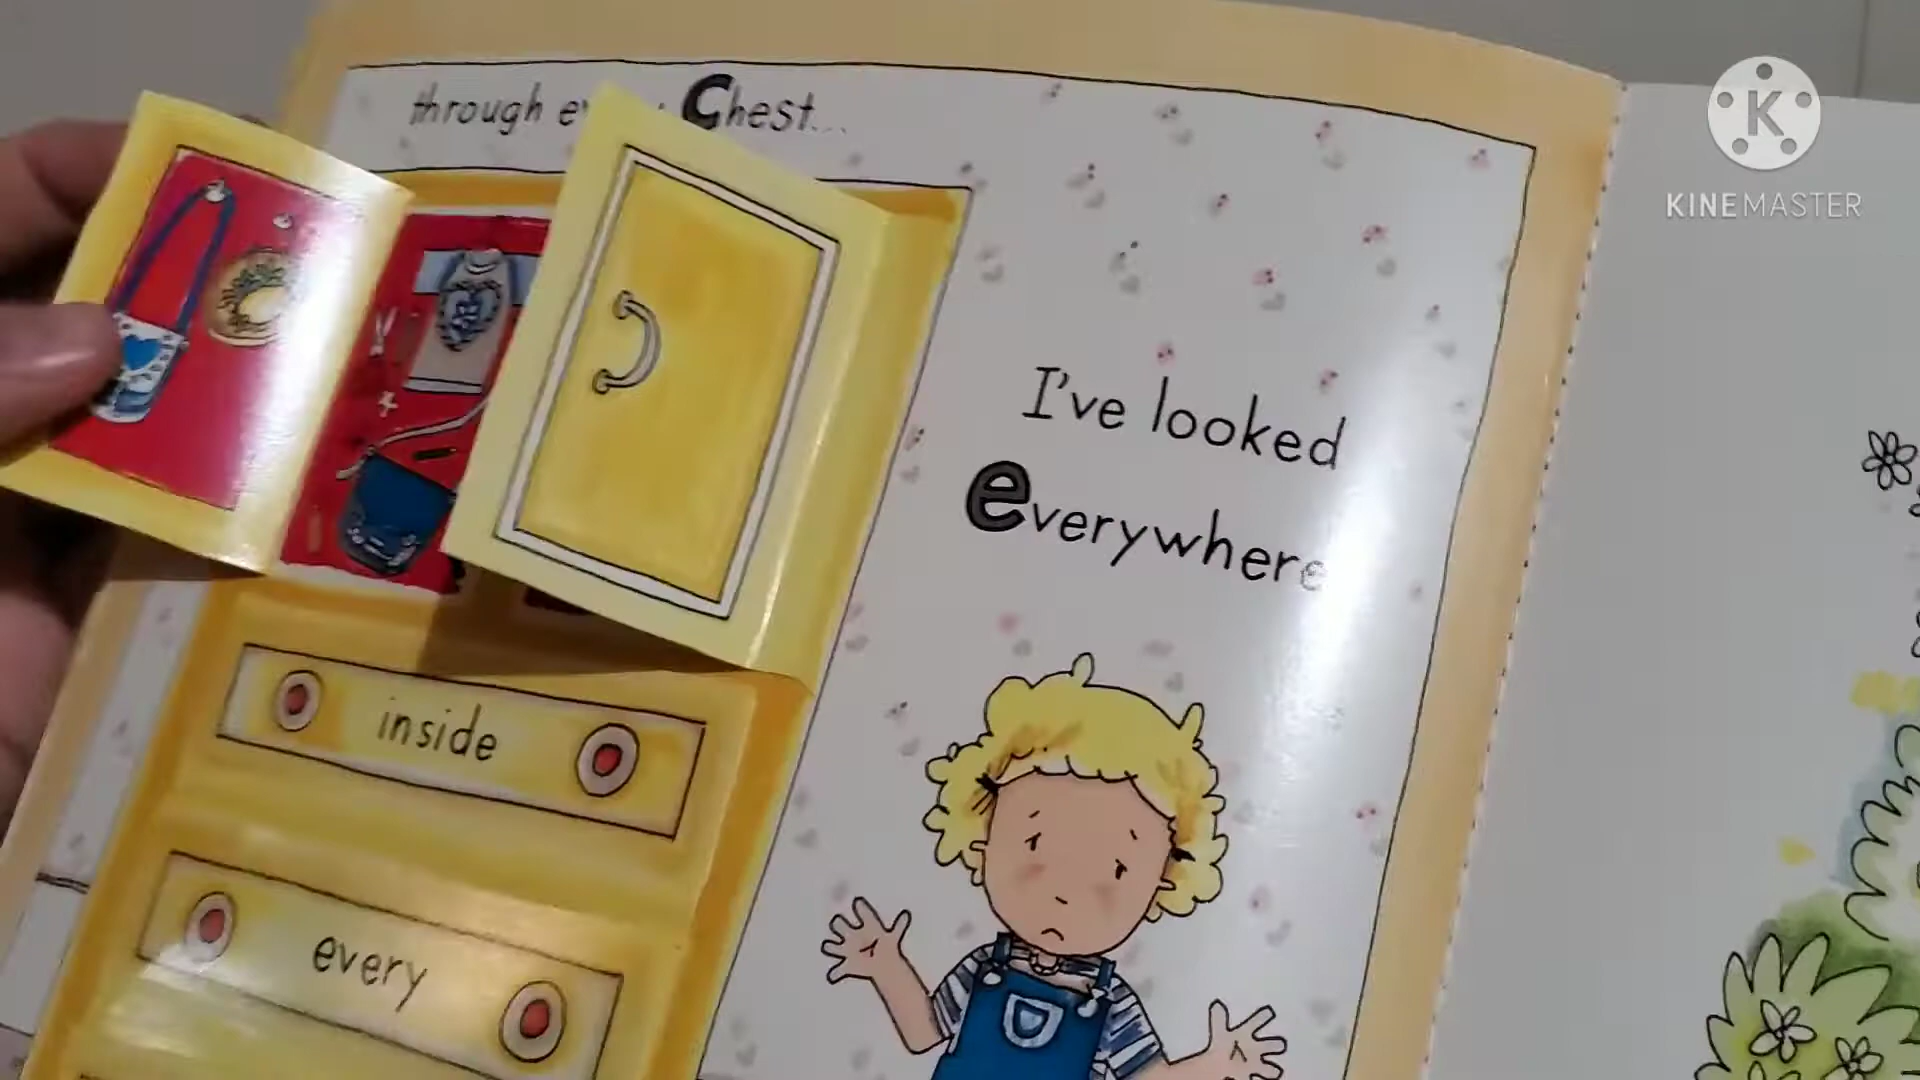 through e Chest...
I've looked
everywhere
inside
every
K
KINEMASTER